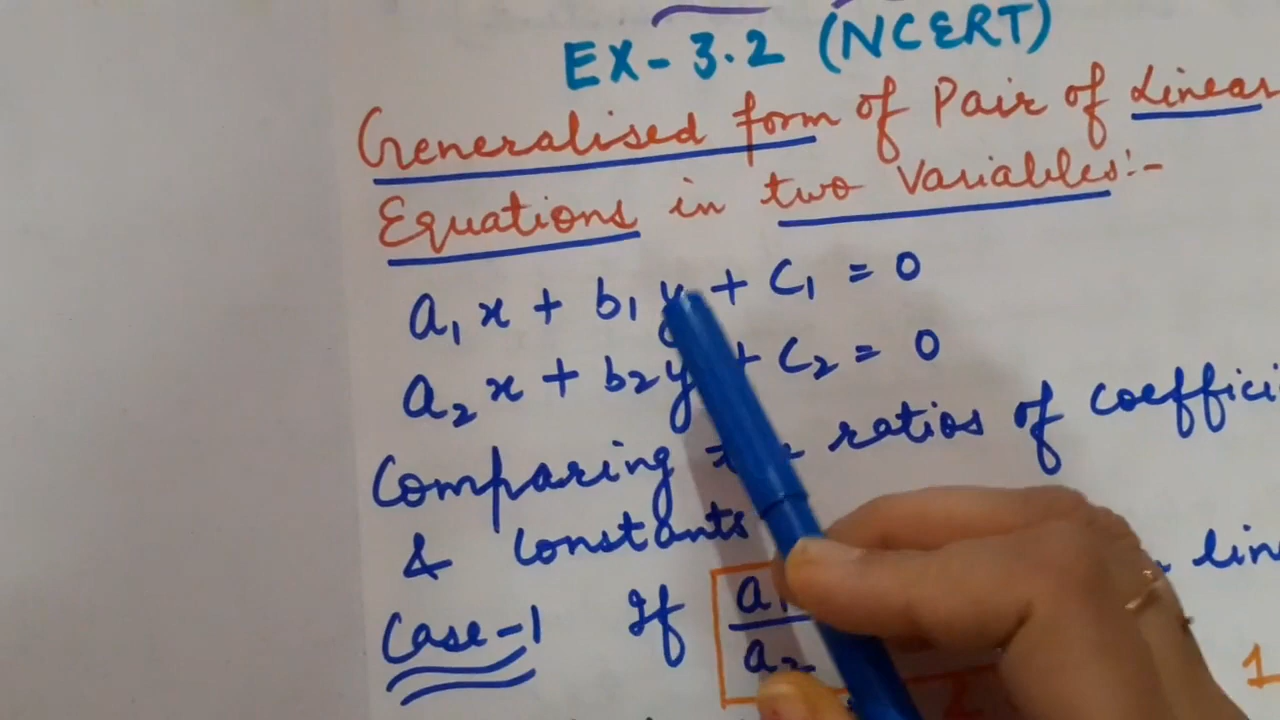 EX-3.2 (NCERT)
Generalised form of Pair of Linear
Equations in two variables:-
a₁x + b₁y + c₁ = 0
a₂x + b₂y + c₂ = 0
Comparing ratios of
& constants
Case-1 If a₁
a₂
1